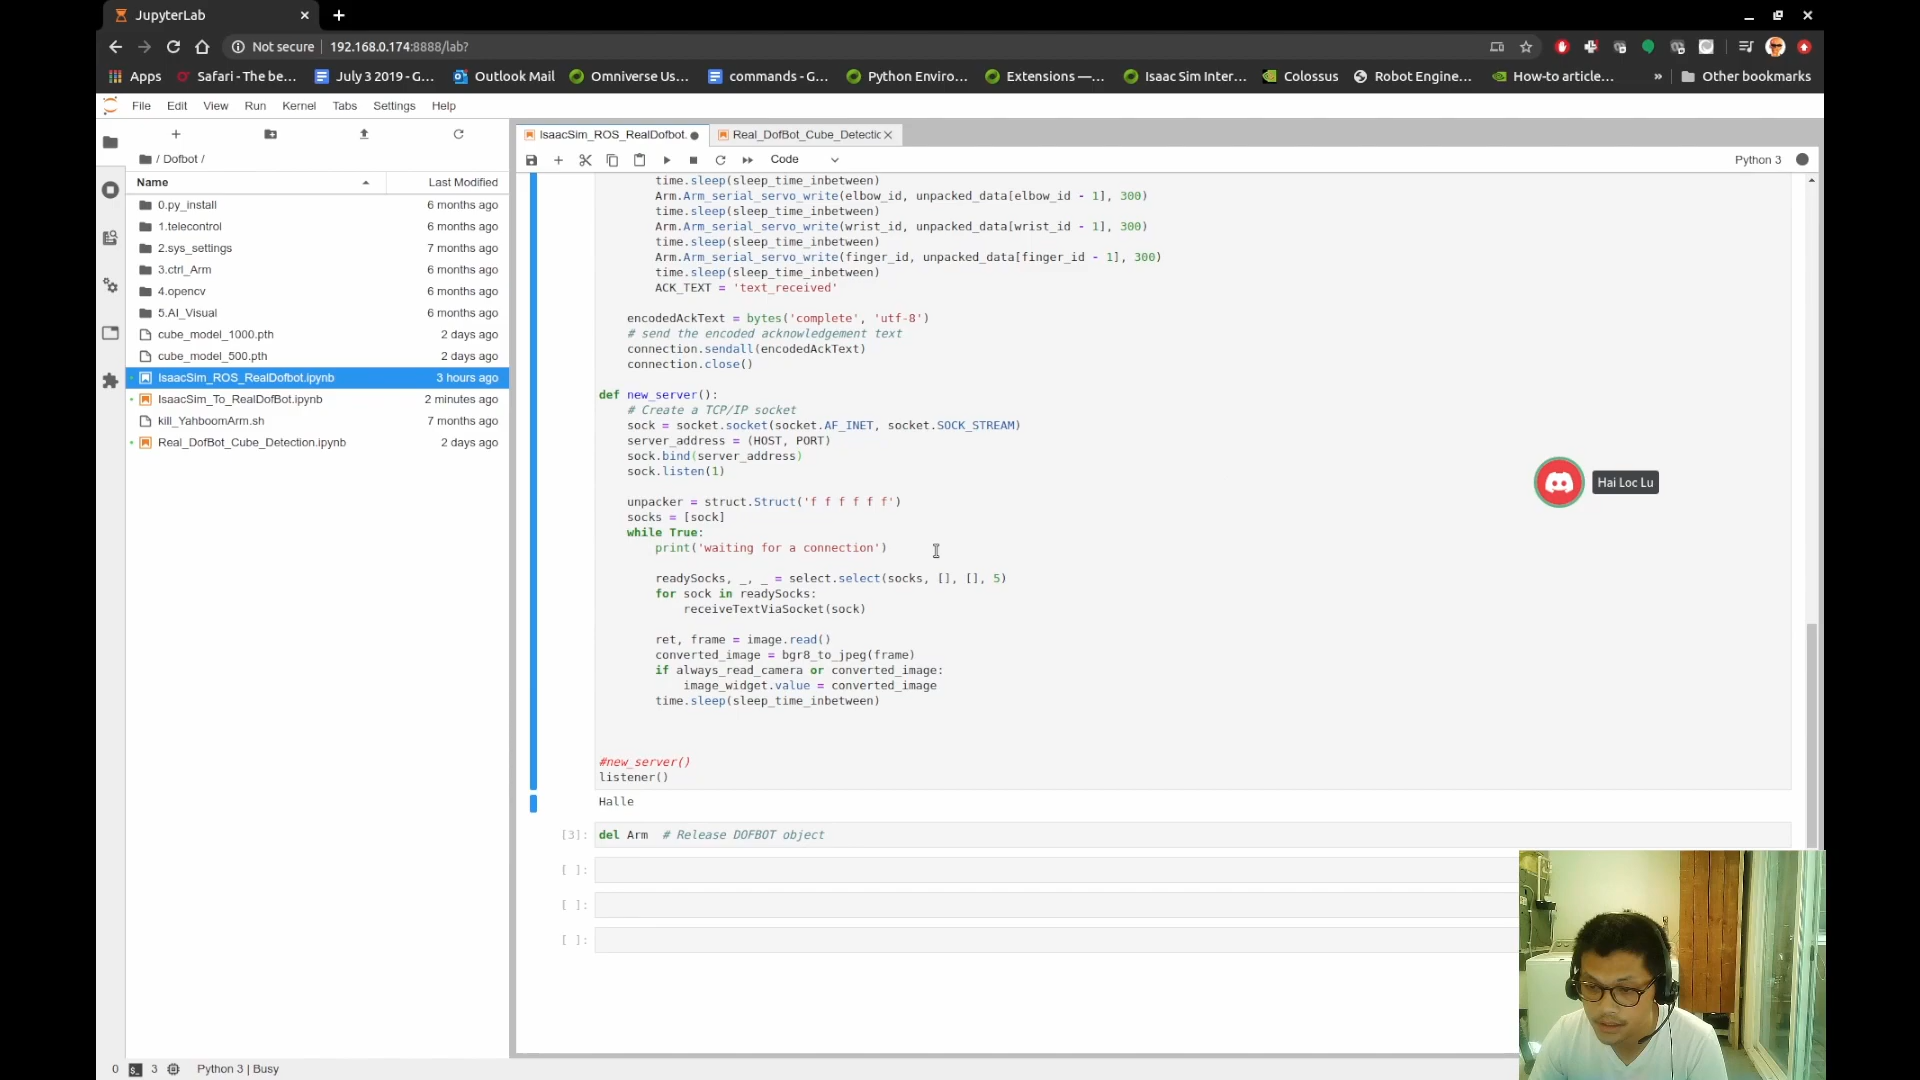 JupyterLab
Not secure 192.168.0.174:8888/lab?
Apps Safari - The be... July 3 2019 - G... Outlook Mail Omniverse Us... commands - G... Python Enviro... Extensions —... Isaac Sim Inter... Colossus Robot Engine... How-to article... » Other bookmarks
File Edit View Run Kernel Tabs Settings Help
IsaacSim_ROS_RealDofbot. Real_DofBot_Cube_Detectic
/ Dofbot /
Code Python 3
Name Last Modified
0.py_install 6 months ago
1.telecontrol 6 months ago
2.sys_settings 7 months ago
3.ctrl_Arm 6 months ago
4.opencv 6 months ago
5.AI_Visual 6 months ago
cube_model_1000.pth 2 days ago
cube_model_500.pth 2 days ago
IsaacSim_ROS_RealDofbot.ipynb 3 hours ago
IsaacSim_To_RealDofBot.ipynb 2 minutes ago
kill_YahboomArm.sh 7 months ago
Real_DofBot_Cube_Detection.ipynb 2 days ago
time.sleep(sleep_time_inbetween)
Arm.Arm_serial_servo_write(elbow_id, unpacked_data[elbow_id - 1], 300)
time.sleep(sleep_time_inbetween)
Arm.Arm_serial_servo_write(wrist_id, unpacked_data[wrist_id - 1], 300)
time.sleep(sleep_time_inbetween)
Arm.Arm_serial_servo_write(finger_id, unpacked_data[finger_id - 1], 300)
time.sleep(sleep_time_inbetween)
ACK_TEXT = 'text_received'
encodedAckText = bytes('complete', 'utf-8')
# send the encoded acknowledgement text
connection.sendall(encodedAckText)
connection.close()
def new_server():
# Create a TCP/IP socket
sock = socket.socket(socket.AF_INET, socket.SOCK_STREAM)
server_address = (HOST, PORT)
sock.bind(server_address)
sock.listen(1)
unpacker = struct.Struct('f f f f f f')
socks = [sock]
while True:
print('waiting for a connection')
readySocks, _, _ = select.select(socks, [], [], 5)
for sock in readySocks:
receiveTextViaSocket(sock)
ret, frame = image.read()
converted_image = bgr8_to_jpeg(frame)
if always_read_camera or converted_image:
image_widget.value = converted_image
time.sleep(sleep_time_inbetween)
#new_server()
listener()
Halle
[3]: del Arm # Release DOFBOT object
[ ]:
[ ]:
[ ]:
Hai Loc Lu
0 3 Python 3 | Busy